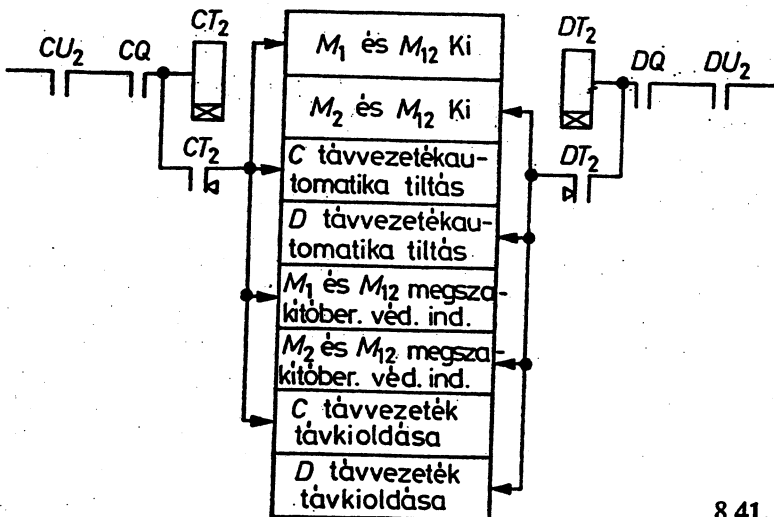 CU₂
CQ
CT₂
CT₂
M₁ és M₁₂ Ki
M₂ és M₁₂ Ki
C távvezetékau-
tomatika tiltás
D távvezetékau-
tomatika tiltás
M₁ és M₁₂ megsza-
kitóber. véd. ind.
M₂ és M₁₂ megsza-
kitóber. véd. ind.
C távvezeték
távkioldása
D távvezeték
távkioldása
DT₂
DQ
DU₂
DT₂
8.41.